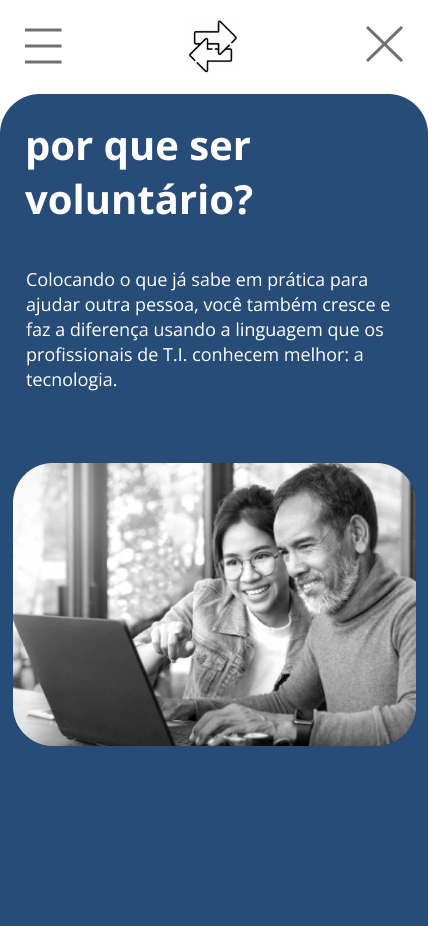 por que ser
voluntário?
Colocando o que já sabe em prática para
ajudar outra pessoa, você também cresce e
faz a diferença usando a linguagem que os
profissionais de T.I. conhecem melhor: a
tecnologia.